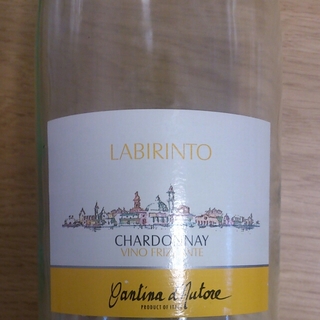 LABIRINTO
CHARDONNAY
VINO FRIZZANTE
Cantina d'Autore
PRODUCT OF ITALY